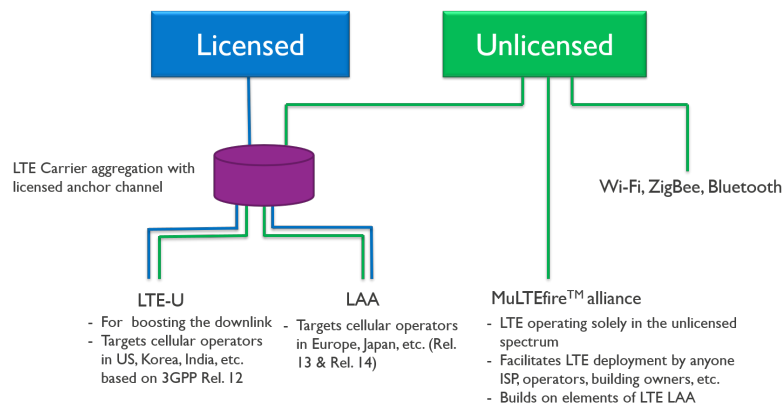 Licensed
Unlicensed
LTE Carrier aggregation with
licensed anchor channel
Wi-Fi, ZigBee, Bluetooth
LTE-U
- For boosting the downlink
- Targets cellular operators
in US, Korea, India, etc.
based on 3GPP Rel. 12
LAA
- Targets cellular operators
in Europe, Japan, etc. (Rel.
13 & Rel. 14)
MuLTEfire™ alliance
- LTE operating solely in the unlicensed
spectrum
- Facilitates LTE deployment by anyone
ISP, operators, building owners, etc.
- Builds on elements of LTE LAA